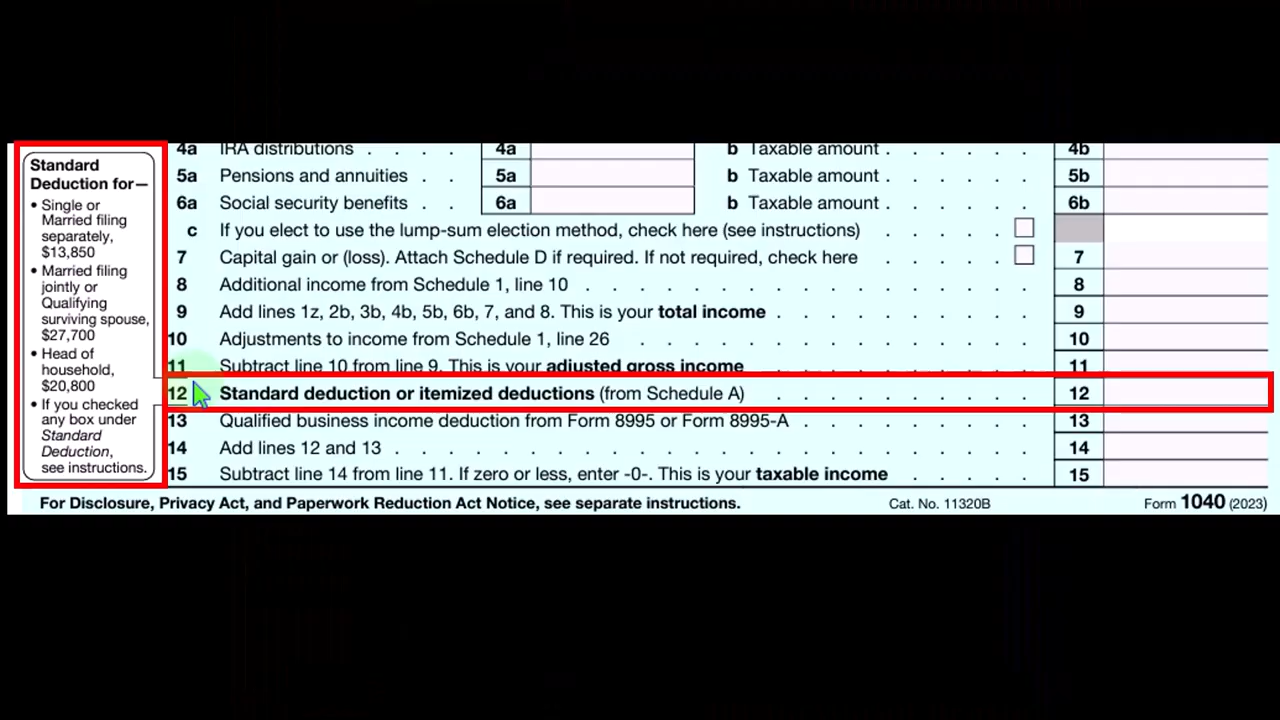 Standard
Deduction for—
• Single or
Married filing
separately,
$13,850
• Married filing
jointly or
Qualifying
surviving spouse,
$27,700
• Head of
household,
$20,800
• If you checked
any box under
Standard
Deduction,
see instructions.
4a IRA distributions . . . . 4a b Taxable amount . . . . . . 4b
5a Pensions and annuities . . 5a b Taxable amount . . . . . . 5b
6a Social security benefits . . 6a b Taxable amount . . . . . . 6b
c If you elect to use the lump-sum election method, check here (see instructions) . . . . .
7 Capital gain or (loss). Attach Schedule D if required. If not required, check here . . . . . 7
8 Additional income from Schedule 1, line 10 . . . . . . . . . . . . . . . . . 8
9 Add lines 1z, 2b, 3b, 4b, 5b, 6b, 7, and 8. This is your total income . . . . . . . . . . 9
10 Adjustments to income from Schedule 1, line 26 . . . . . . . . . . . . . . . 10
11 Subtract line 10 from line 9. This is your adjusted gross income . . . . . . . . . . . 11
12 Standard deduction or itemized deductions (from Schedule A) . . . . . . . . . . 12
13 Qualified business income deduction from Form 8995 or Form 8995-A . . . . . . . . . 13
14 Add lines 12 and 13 . . . . . . . . . . . . . . . . . . . . . . . . 14
15 Subtract line 14 from line 11. If zero or less, enter -0-. This is your taxable income . . . . . 15
For Disclosure, Privacy Act, and Paperwork Reduction Act Notice, see separate instructions. Cat. No. 11320B Form 1040 (2023)